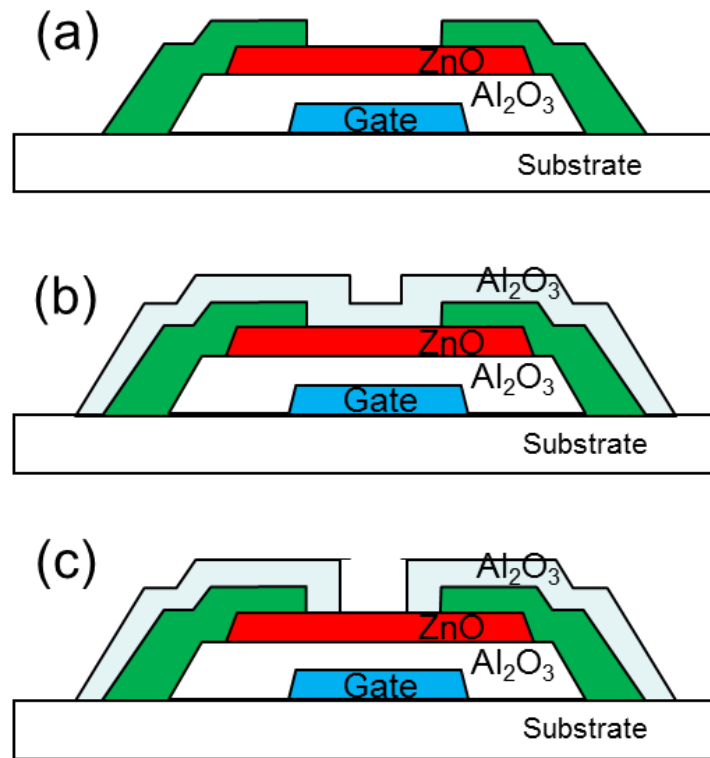 (a)
ZnO
Al₂O₃
Gate
Substrate
(b)
Al₂O₃
ZnO
Al₂O₃
Gate
Substrate
(c)
Al₂O₃
ZnO
Al₂O₃
Gate
Substrate